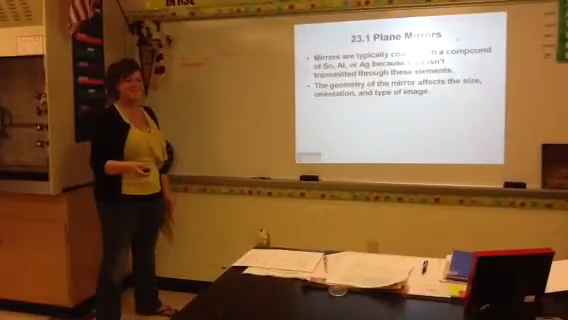 23.1 Plane Mirrors
• Mirrors are typically a compound
of Sn, Al, or Ag because isn't
transmitted through these elements.
• The geometry of the mirror affects the size,
orientation, and type of image.